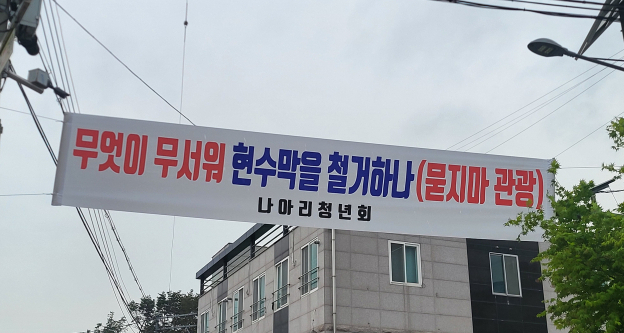 무엇이 무서워 현수막을 철거하나 (묻지마 관광)
나아리청년회